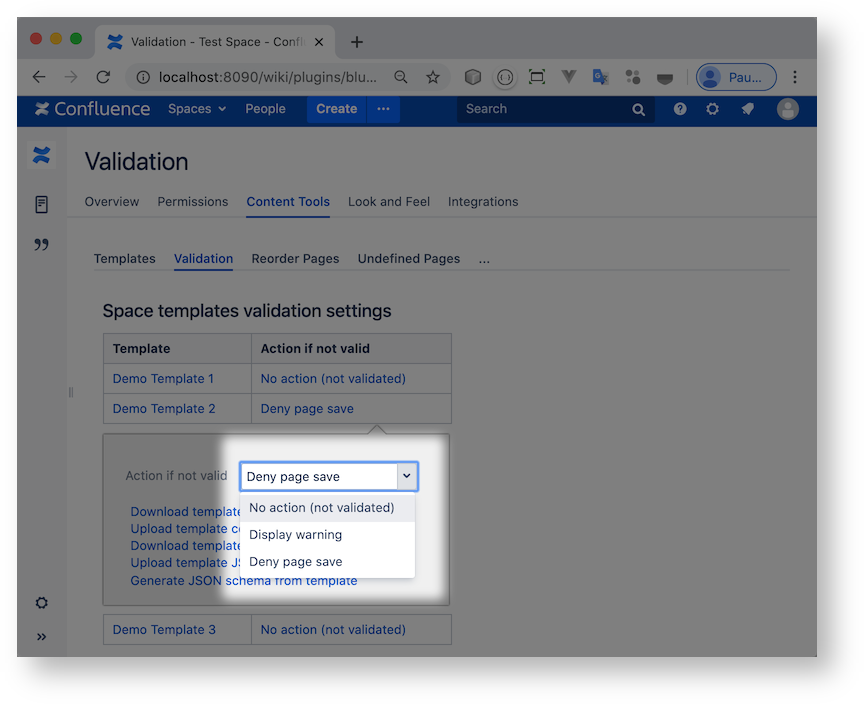 Validation - Test Space - Confl
localhost:8090/wiki/plugins/blu...
Pau...
Confluence Spaces People Create ... Search
Validation
Overview Permissions Content Tools Look and Feel Integrations
Templates Validation Reorder Pages Undefined Pages ...
Space templates validation settings
Template Action if not valid
Demo Template 1 No action (not validated)
Demo Template 2 Deny page save
Action if not valid Deny page save
No action (not validated)
Display warning
Deny page save
Download template
Upload template
Download template
Upload template
Generate JSON schema from template
Demo Template 3 No action (not validated)